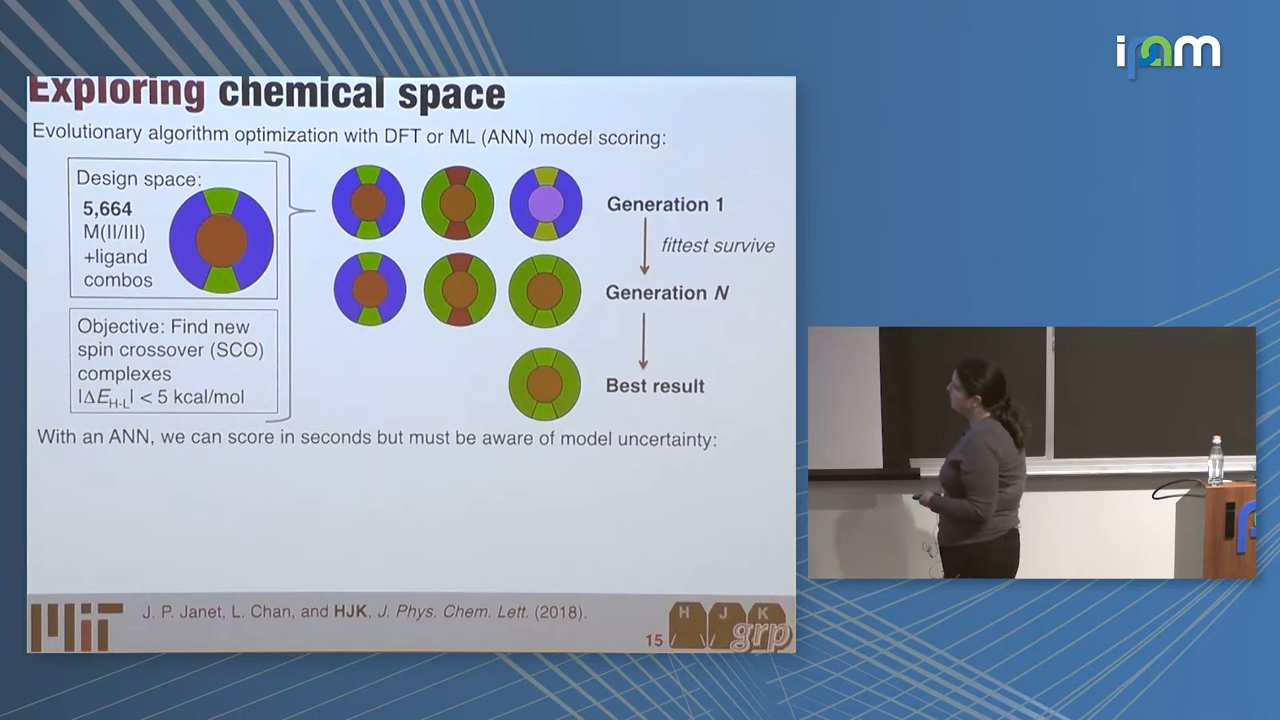 ipam
Exploring chemical space
Evolutionary algorithm optimization with DFT or ML (ANN) model scoring:
Design space:
5,664
M(II/III)
+ligand
combos
Objective: Find new
spin crossover (SCO)
complexes
|ΔE_H-L| < 5 kcal/mol
Generation 1
fittest survive
Generation N
Best result
With an ANN, we can score in seconds but must be aware of model uncertainty:
MIT
J. P. Janet, L. Chan, and HJK, J. Phys. Chem. Lett. (2018).
15
H J K
grp